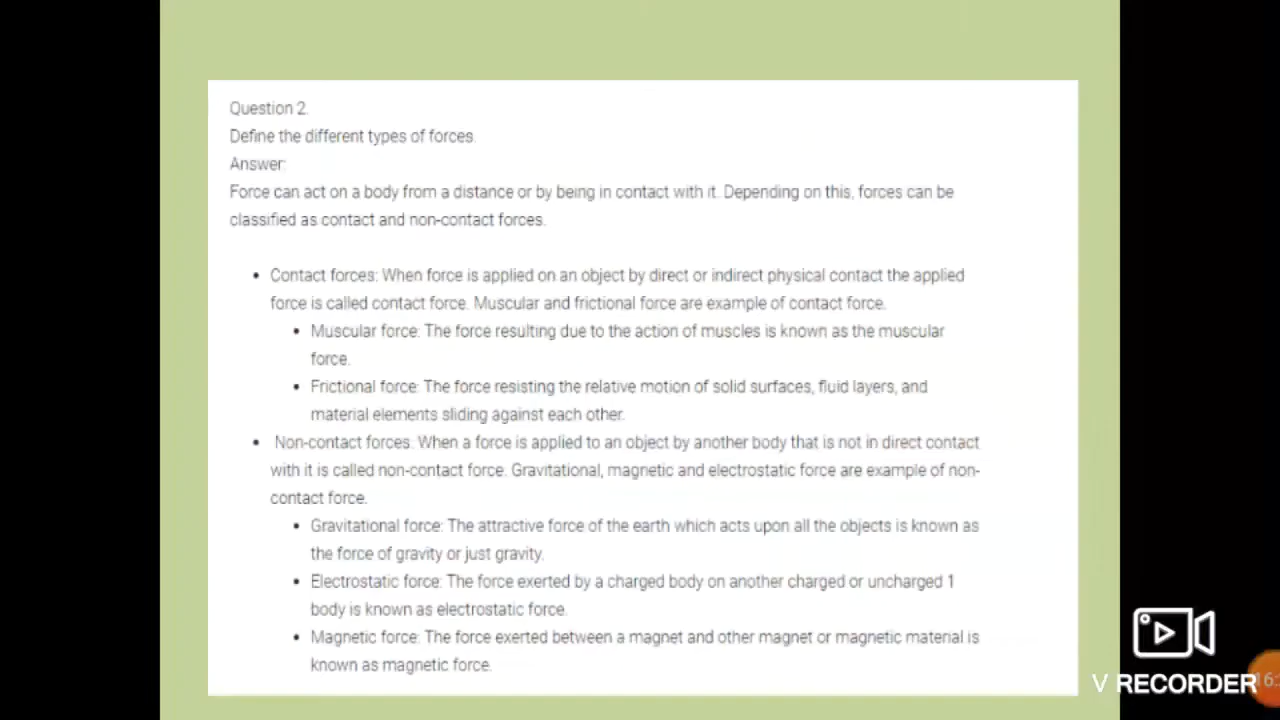 Question 2.
Define the different types of forces.
Answer:
Force can act on a body from a distance or by being in contact with it. Depending on this, forces can be
classified as contact and non-contact forces.
• Contact forces: When force is applied on an object by direct or indirect physical contact the applied
force is called contact force. Muscular and frictional force are example of contact force.
• Muscular force: The force resulting due to the action of muscles is known as the muscular
force.
• Frictional force: The force resisting the relative motion of solid surfaces, fluid layers, and
material elements sliding against each other.
• Non-contact forces: When a force is applied to an object by another body that is not in direct contact
with it is called non-contact force. Gravitational, magnetic and electrostatic force are example of non-
contact force.
• Gravitational force: The attractive force of the earth which acts upon all the objects is known as
the force of gravity or just gravity.
• Electrostatic force: The force exerted by a charged body on another charged or uncharged 1
body is known as electrostatic force.
• Magnetic force: The force exerted between a magnet and other magnet or magnetic material is
known as magnetic force.
V RECORDER